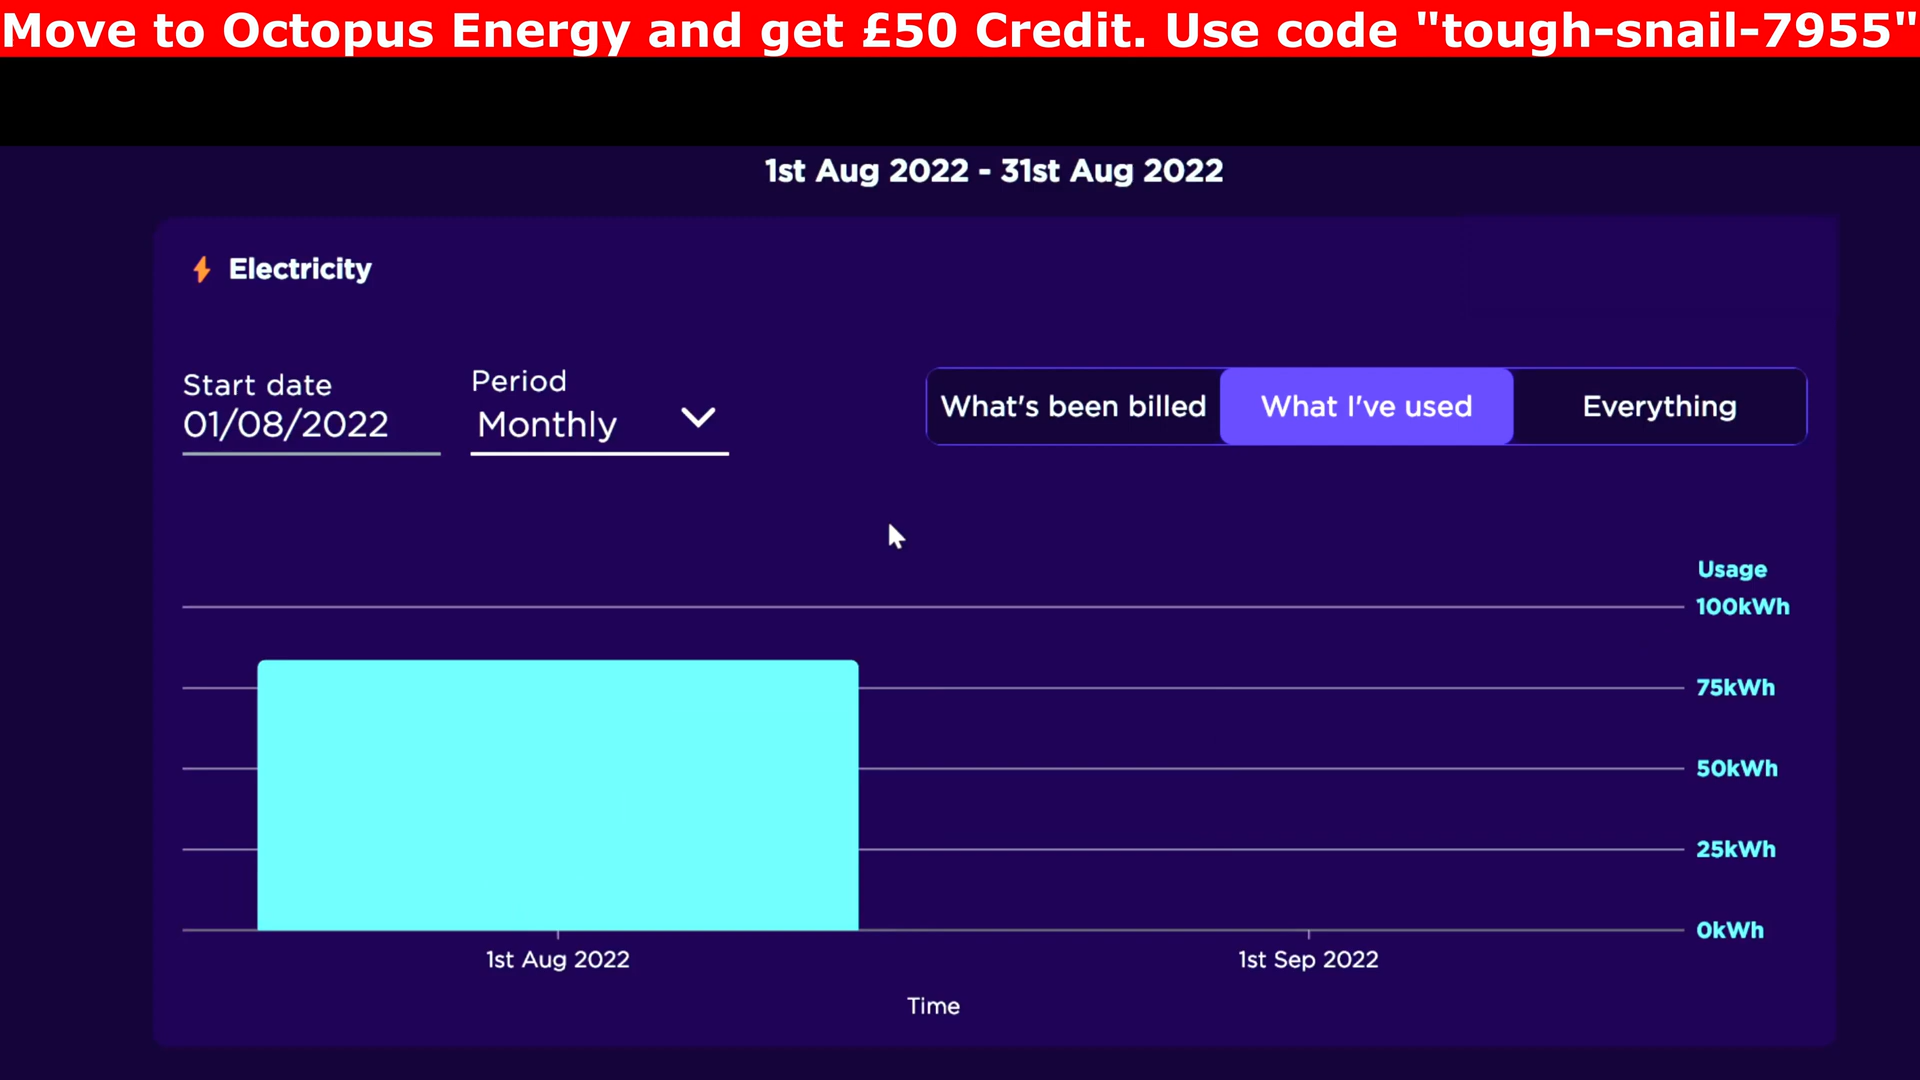 Move to Octopus Energy and get £50 Credit. Use code "tough-snail-7955"
1st Aug 2022 - 31st Aug 2022
Electricity
Start date
01/08/2022
Period
Monthly
What's been billed
What I've used
Everything
Usage
100kWh
75kWh
50kWh
25kWh
0kWh
1st Aug 2022
1st Sep 2022
Time